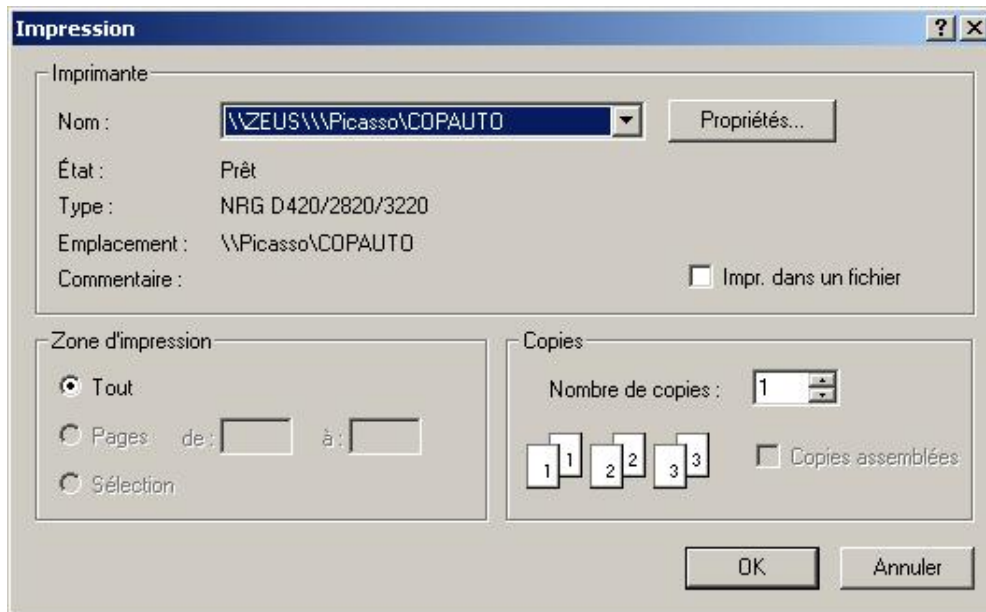 Impression
Imprimante
Nom : \\ZEUS\\\Picasso\COPAUTO Propriétés...
État : Prêt
Type : NRG D420/2820/3220
Emplacement : \\Picasso\COPAUTO
Commentaire : Impr. dans un fichier
Zone d'impression
Tout
Pages de : à :
Sélection
Copies
Nombre de copies : 1
1 1 2 2 3 3 Copies assemblées
OK Annuler